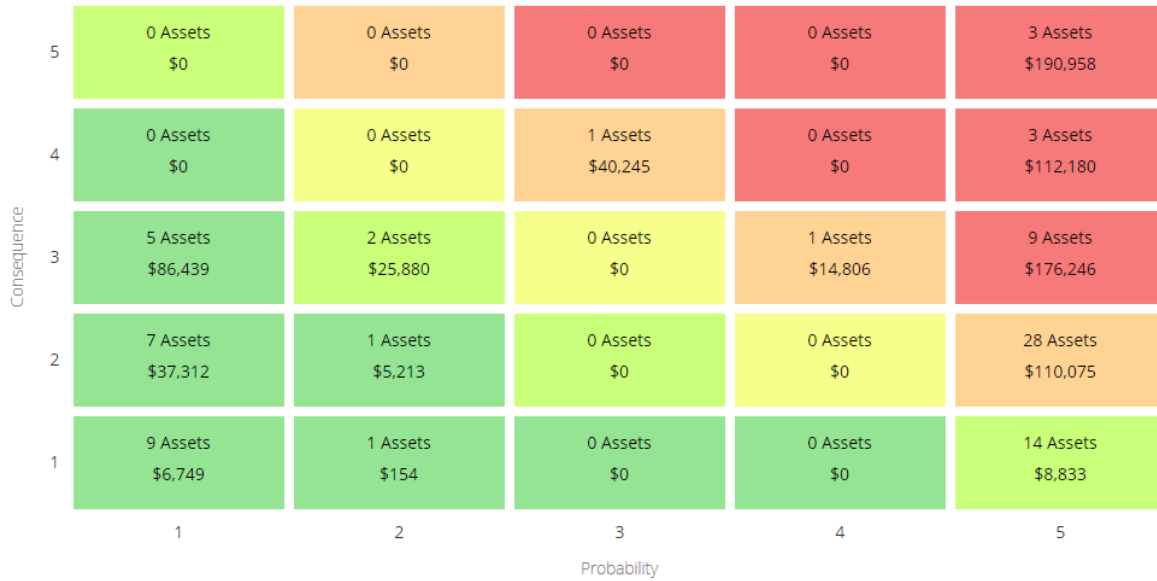 5
0 Assets
$0
0 Assets
$0
0 Assets
$0
0 Assets
$0
3 Assets
$190,958
4
0 Assets
$0
0 Assets
$0
1 Assets
$40,245
0 Assets
$0
3 Assets
$112,180
Consequence
3
5 Assets
$86,439
2 Assets
$25,880
0 Assets
$0
1 Assets
$14,806
9 Assets
$176,246
2
7 Assets
$37,312
1 Assets
$5,213
0 Assets
$0
0 Assets
$0
28 Assets
$110,075
1
9 Assets
$6,749
1 Assets
$154
0 Assets
$0
0 Assets
$0
14 Assets
$8,833
1
2
3
4
5
Probability